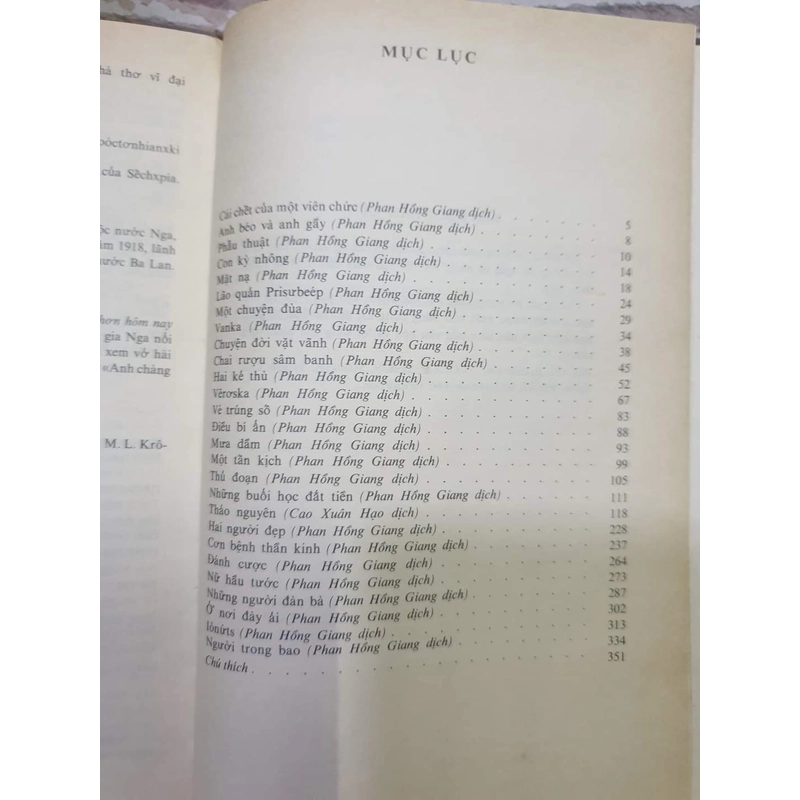 hà thơ vĩ đại
pôctơnhianxki
của Sêchxpia.
ộc nước Nga,
ăm 1918, lãnh
nước Ba Lan.
hơn hôm nay
gia Nga nổi
xem vở hài
«Anh chàng
M. L. Krô-
MỤC LỤC
Cái chết của một viên chức (Phan Hồng Giang dịch) . . . . . . 5
Anh béo và anh gầy (Phan Hồng Giang dịch) . . . . . . 8
Phẫu thuật (Phan Hồng Giang dịch) . . . . . . 10
Con kỳ nhông (Phan Hồng Giang dịch) . . . . . . 14
Mặt nạ (Phan Hồng Giang dịch) . . . . . . 18
Lão quản Prisưbeép (Phan Hồng Giang dịch) . . . . . . 24
Một chuyện đùa (Phan Hồng Giang dịch) . . . . . . 29
Vanka (Phan Hồng Giang dịch) . . . . . . 34
Chuyện đời vặt vãnh (Phan Hồng Giang dịch) . . . . . . 38
Chai rượu sâm banh (Phan Hồng Giang dịch) . . . . . . 45
Hai kẻ thù (Phan Hồng Giang dịch) . . . . . . 52
Vêrơska (Phan Hồng Giang dịch) . . . . . . 67
Vé trúng số (Phan Hồng Giang dịch) . . . . . . 83
Điều bí ẩn (Phan Hồng Giang dịch) . . . . . . 88
Mưa dầm (Phan Hồng Giang dịch) . . . . . . 93
Một tấn kịch (Phan Hồng Giang dịch) . . . . . . 99
Thủ đoạn (Phan Hồng Giang dịch) . . . . . . 105
Những buổi học đắt tiền (Phan Hồng Giang dịch) . . . . . . 111
Thảo nguyên (Cao Xuân Hạo dịch) . . . . . . 118
Hai người đẹp (Phan Hồng Giang dịch) . . . . . . 228
Cơn bệnh thần kinh (Phan Hồng Giang dịch) . . . . . . 237
Đánh cược (Phan Hồng Giang dịch) . . . . . . 264
Nữ hầu tước (Phan Hồng Giang dịch) . . . . . . 273
Những người đàn bà (Phan Hồng Giang dịch) . . . . . . 287
Ở nơi đày ải (Phan Hồng Giang dịch) . . . . . . 302
Iônứts (Phan Hồng Giang dịch) . . . . . . 313
Người trong bao (Phan Hồng Giang dịch) . . . . . . 334
Chú thích . . . . . . 351